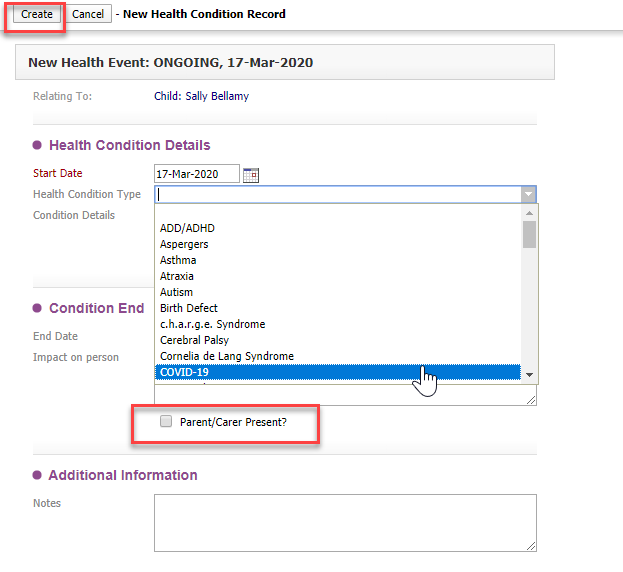 Create Cancel - New Health Condition Record
New Health Event: ONGOING, 17-Mar-2020
Relating To: Child: Sally Bellamy
Health Condition Details
Start Date 17-Mar-2020
Health Condition Type
Condition Details
ADD/ADHD
Aspergers
Asthma
Atraxia
Autism
Birth Defect
c.h.a.r.g.e. Syndrome
Cerebral Palsy
Cornelia de Lang Syndrome
COVID-19
Condition End
End Date
Impact on person
Parent/Carer Present?
Additional Information
Notes